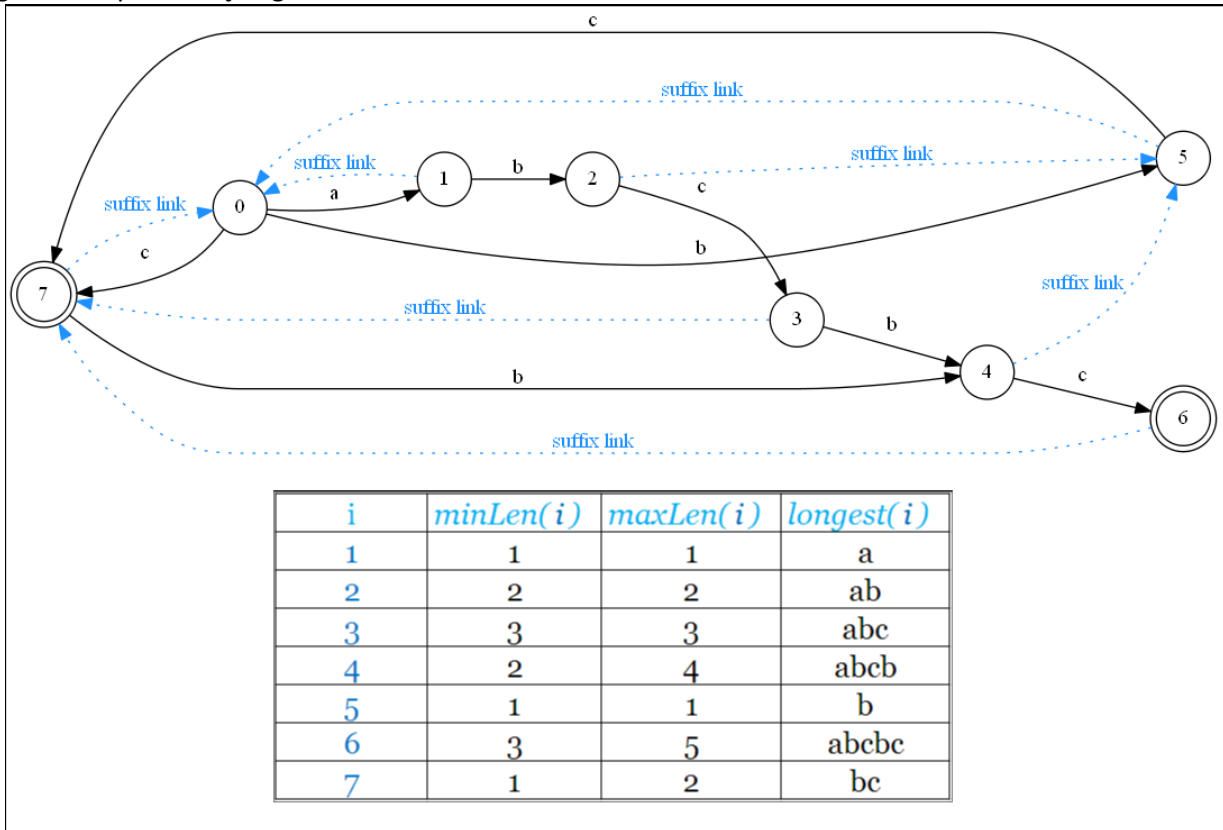 c
suffix link
suffix link
suffix link
5
1
b
2
c
suffix link
a
0
b
c
suffix link
7
suffix link
3
b
suffix link
b
4
c
6
suffix link
i minLen(i) maxLen(i) longest(i)
1 1 1 a
2 2 2 ab
3 3 3 abc
4 2 4 abcb
5 1 1 b
6 3 5 abcbc
7 1 2 bc